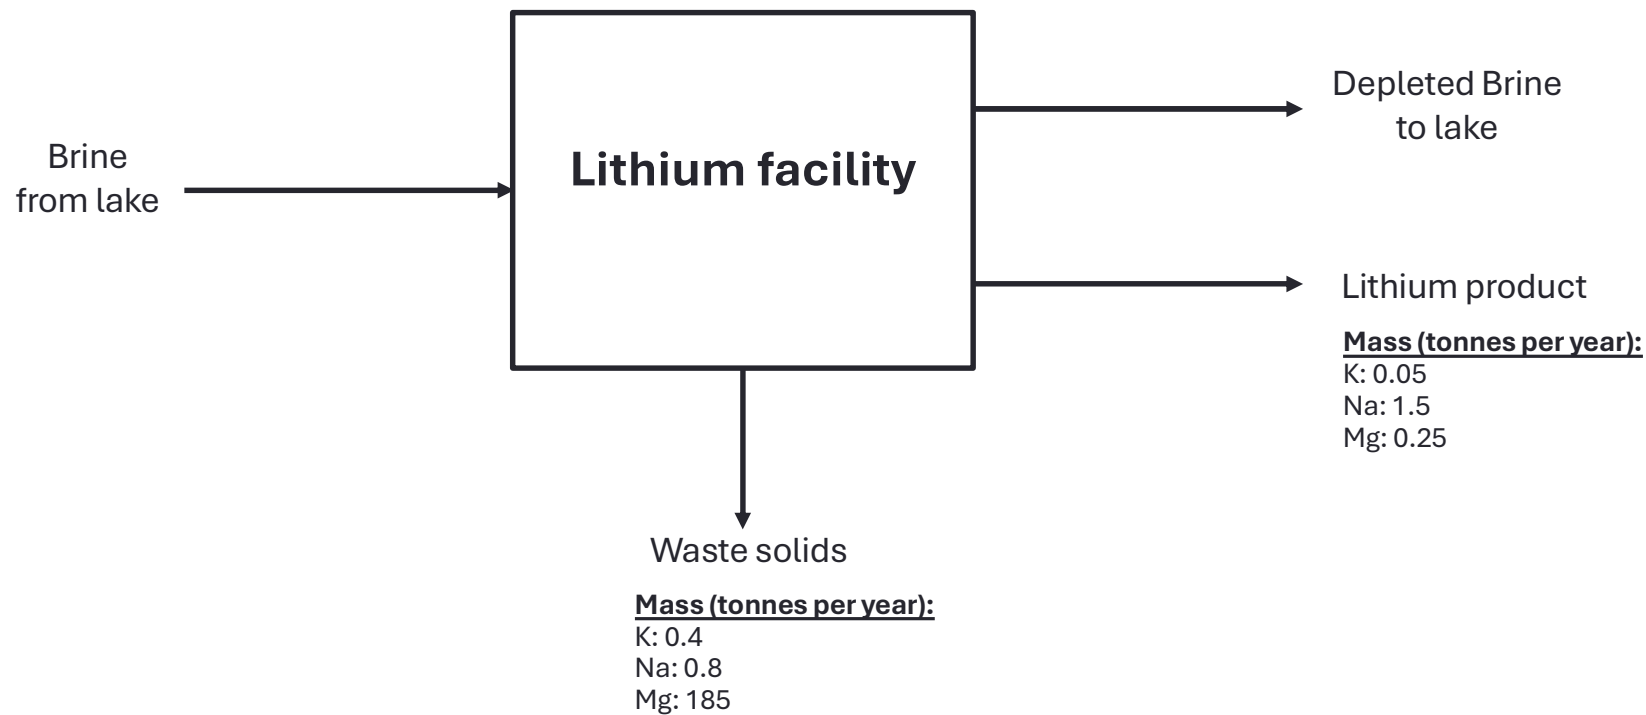 Brine
from lake
Lithium facility
Depleted Brine
to lake
Lithium product
Mass (tonnes per year):
K: 0.05
Na: 1.5
Mg: 0.25
Waste solids
Mass (tonnes per year):
K: 0.4
Na: 0.8
Mg: 185